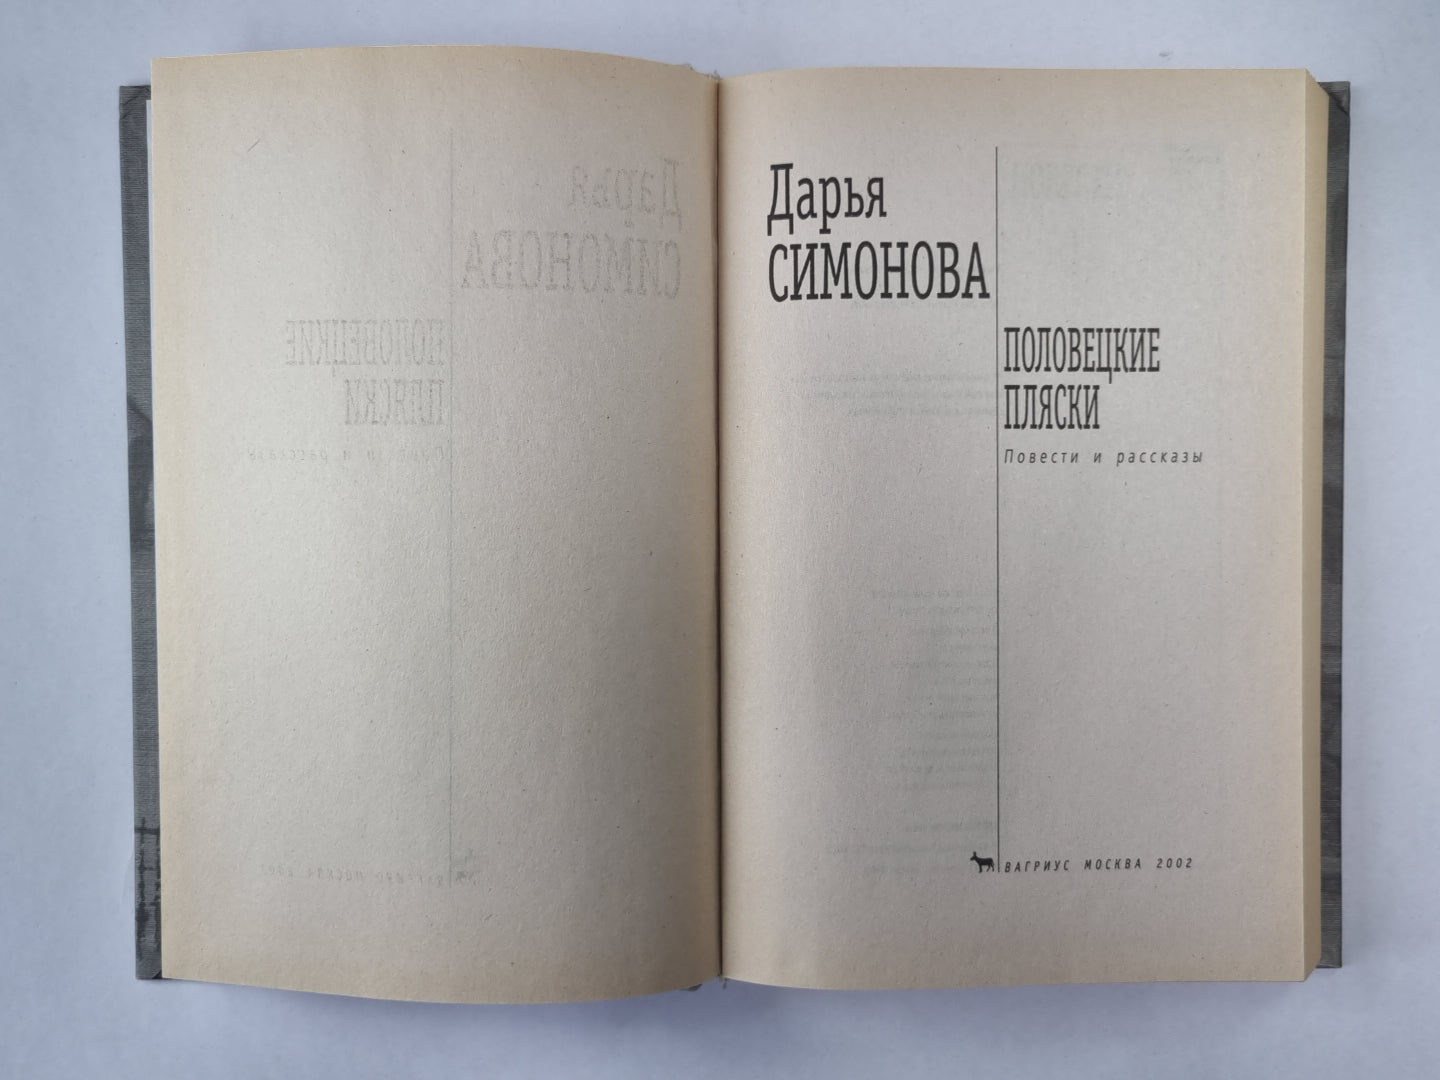 Дарья
СИМОНОВА
ПОЛОВЕЦКИЕ
ПЛЯСКИ
Повести и рассказы
ВАГРИУС МОСКВА 2002